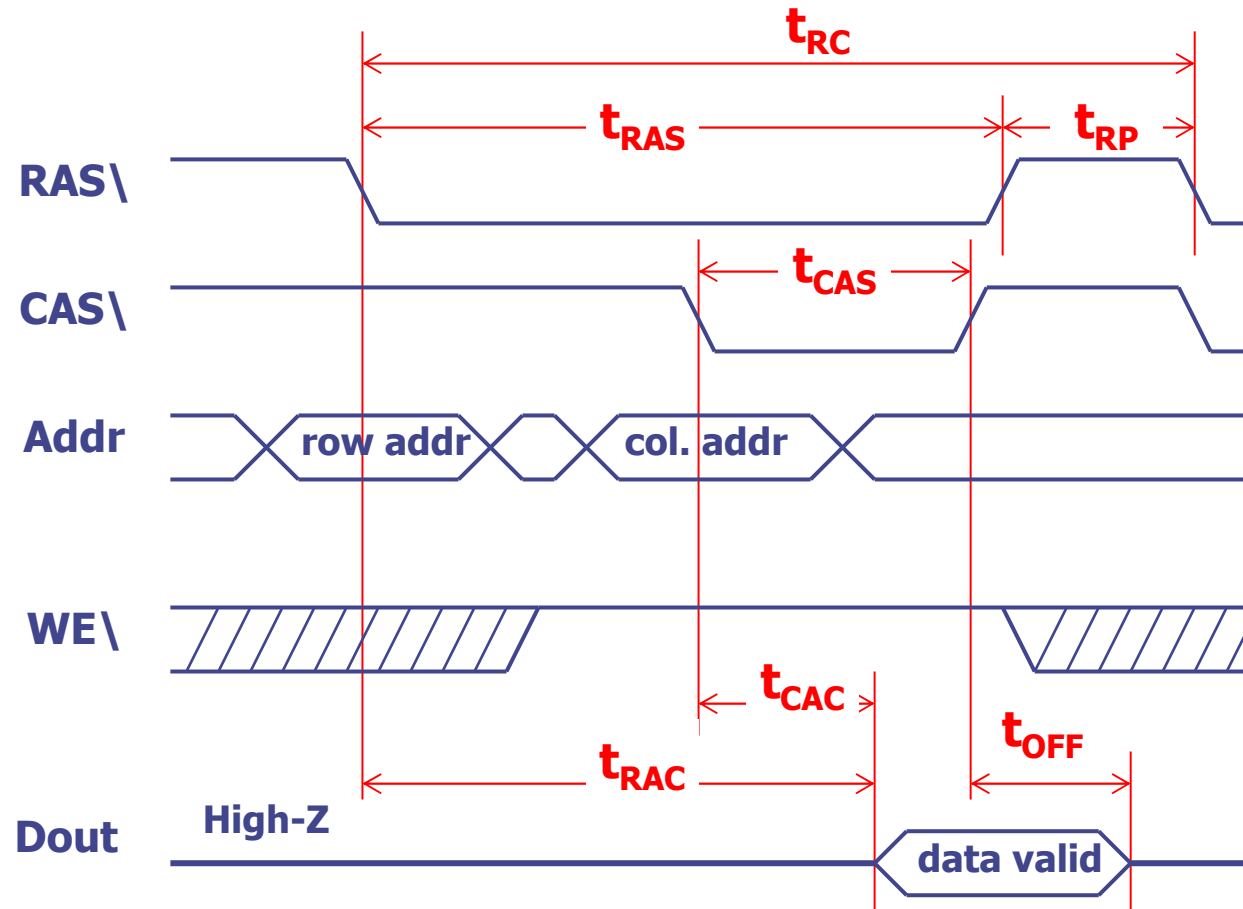 tRC
tRAS
tRP
RAS\
tCAS
CAS\
Addr
row addr
col. addr
WE\
tCAC
tOFF
tRAC
High-Z
Dout
data valid